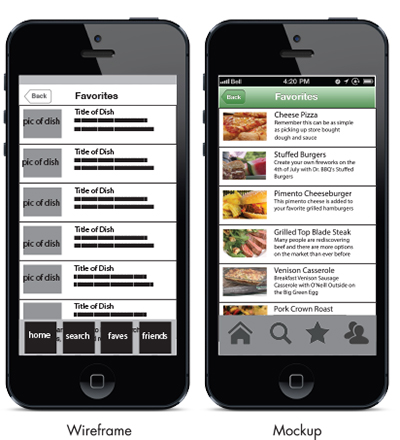 Back
Favorites
pic of dish
Title of Dish
pic of dish
Title of Dish
pic of dish
Title of Dish
pic of dish
Title of Dish
pic of dish
Title of Dish
Title of Dish
home
search
faves
friends
Wireframe
Bell
4:20 PM
Back
Favorites
Cheese Pizza
Remember this can be as simple
as picking up store bought
dough and sauce
Stuffed Burgers
Create your own fireworks on the
4th of July with Dr. BBQ's Stuffed
Burgers
Pimento Cheeseburger
This pimento cheese is added to
your favorite grilled hamburgers
Grilled Top Blade Steak
Many people are rediscovering
beef and there are more options
on the market than ever before
Venison Casserole
Breakfast Venison Sausage
Casserole with O'Neill Outside on
the Big Green Egg
Pork Crown Roast
Mockup